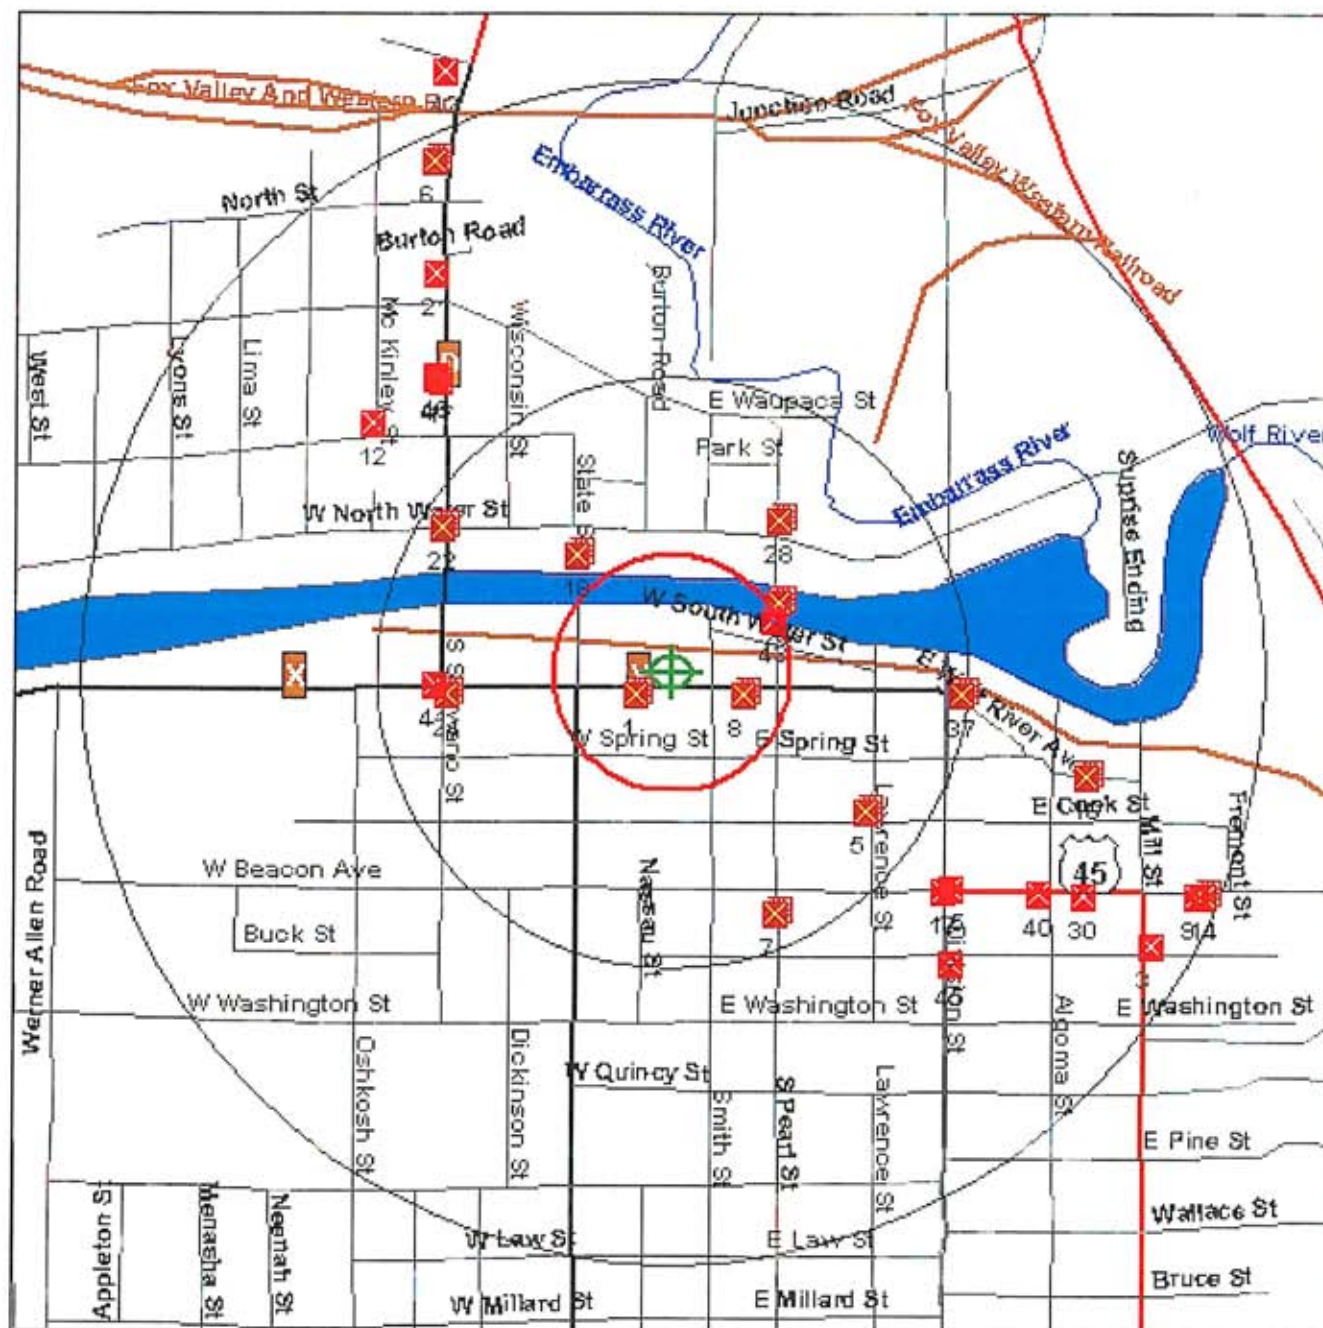 Fox Valley And Western Rr
Junction Road
Fox Valley Western Railroad
Embarrass River
North St
6
Burton Road
2
Burton Road
West St
Lyons St
Lima St
Mc Kinley St
Wisconsin St
E Waupaca St
Park St
Wolf River
12
State S
Embarrass River
Suprise Ending
W North Water St
22
28
18
W South Water St
E Wolf River Ave
4
1
8
37
W Spring St
E Spring St
E Cook St
5
Lawrence St
Mill St
Fremont St
Werner Allen Road
W Beacon Ave
Nassau St
45
Buck St
7
40
30
W Washington St
E Washington St
E Washington St
Algoma St
Oshkosh St
Dickinson St
W Quincy St
Smith St
S Pearl St
Lawrence St
E Pine St
Appleton St
Menasha St
Neenah St
W Law St
E Law St
Wallace St
Bruce St
W Millard St
E Millard St